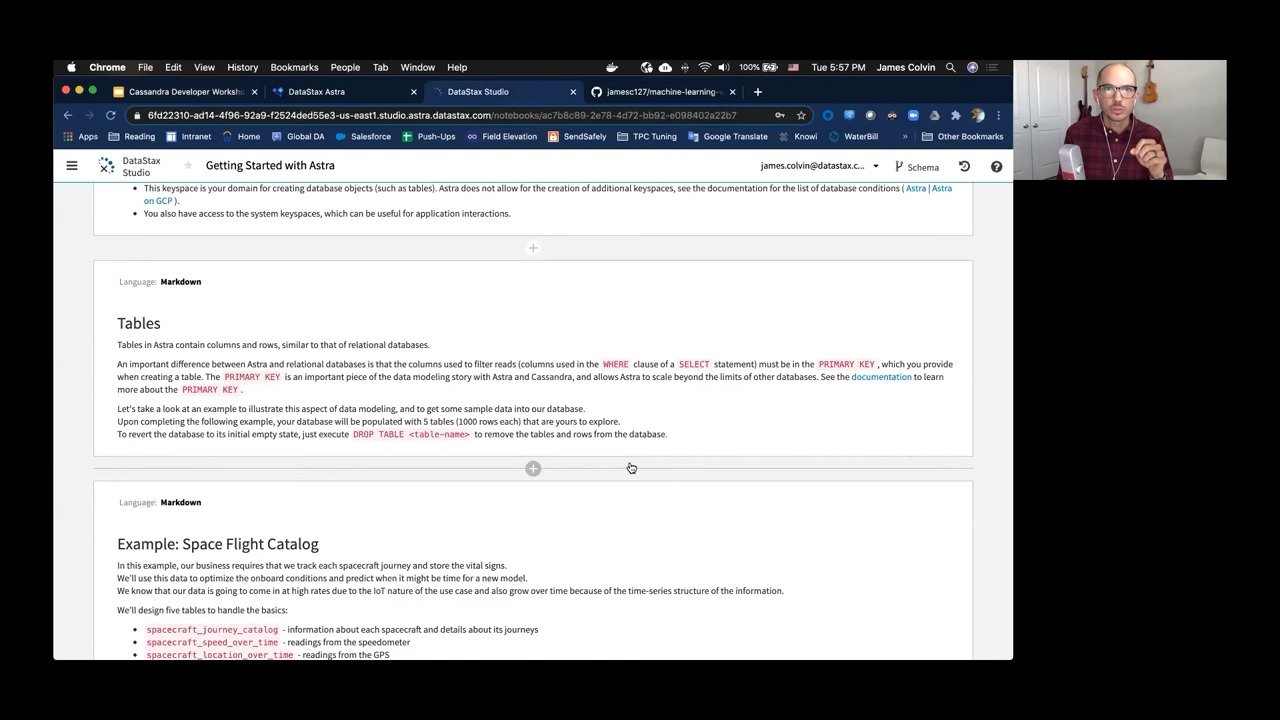 Chrome File Edit View History Bookmarks People Tab Window Help 100% Tue 5:57 PM James Colvin
Cassandra Developer Worksho
DataStax Astra
DataStax Studio
jamesc127/machine-learning-
6fd22310-ad14-4f96-92a9-f2524ded55e3-us-east1.studio.astra.datastax.com/notebooks/ac7b8c89-2e78-4d72-bb92-e098402a22b7
Apps Reading Intranet Home Global DA Salesforce Push-Ups Field Elevation SendSafely TPC Tuning Google Translate Knowi WaterBill » Other Bookmarks
DataStax Studio
Getting Started with Astra
james.colvin@datastax.c...
Schema
This keyspace is your domain for creating database objects (such as tables). Astra does not allow for the creation of additional keyspaces, see the documentation for the list of database conditions ( Astra | Astra
on GCP ).
You also have access to the system keyspaces, which can be useful for application interactions.
Language: Markdown
Tables
Tables in Astra contain columns and rows, similar to that of relational databases.
An important difference between Astra and relational databases is that the columns used to filter reads (columns used in the WHERE clause of a SELECT statement) must be in the PRIMARY KEY , which you provide
when creating a table. The PRIMARY KEY is an important piece of the data modeling story with Astra and Cassandra, and allows Astra to scale beyond the limits of other databases. See the documentation to learn
more about the PRIMARY KEY .
Let's take a look at an example to illustrate this aspect of data modeling, and to get some sample data into our database.
Upon completing the following example, your database will be populated with 5 tables (1000 rows each) that are yours to explore.
To revert the database to its initial empty state, just execute DROP TABLE <table-name> to remove the tables and rows from the database.
Language: Markdown
Example: Space Flight Catalog
In this example, our business requires that we track each spacecraft journey and store the vital signs.
We'll use this data to optimize the onboard conditions and predict when it might be time for a new model.
We know that our data is going to come in at high rates due to the IoT nature of the use case and also grow over time because of the time-series structure of the information.
We'll design five tables to handle the basics:
spacecraft_journey_catalog - information about each spacecraft and details about its journeys
spacecraft_speed_over_time - readings from the speedometer
spacecraft_location_over_time - readings from the GPS